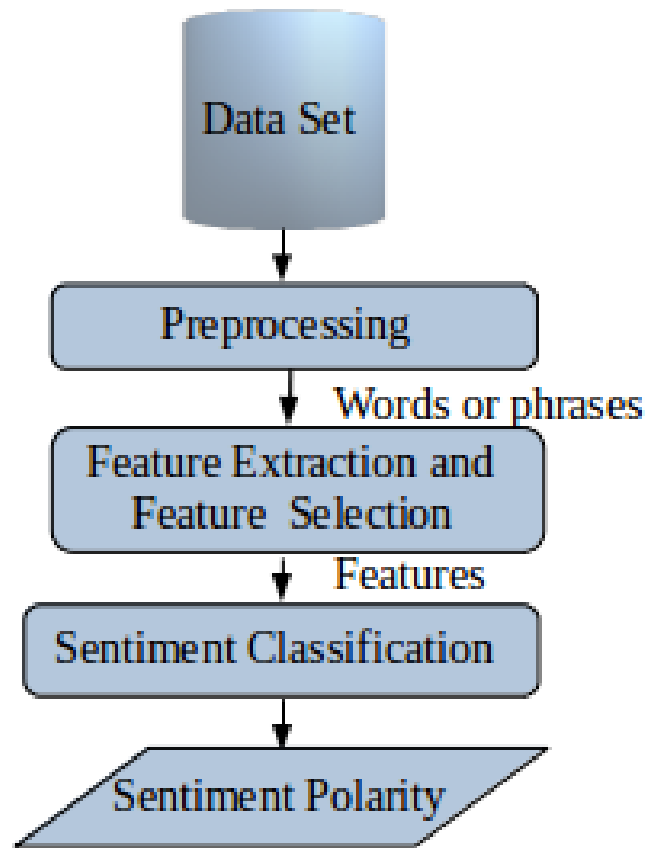 Data Set
Preprocessing
Words or phrases
Feature Extraction and
Feature Selection
Features
Sentiment Classification
Sentiment Polarity